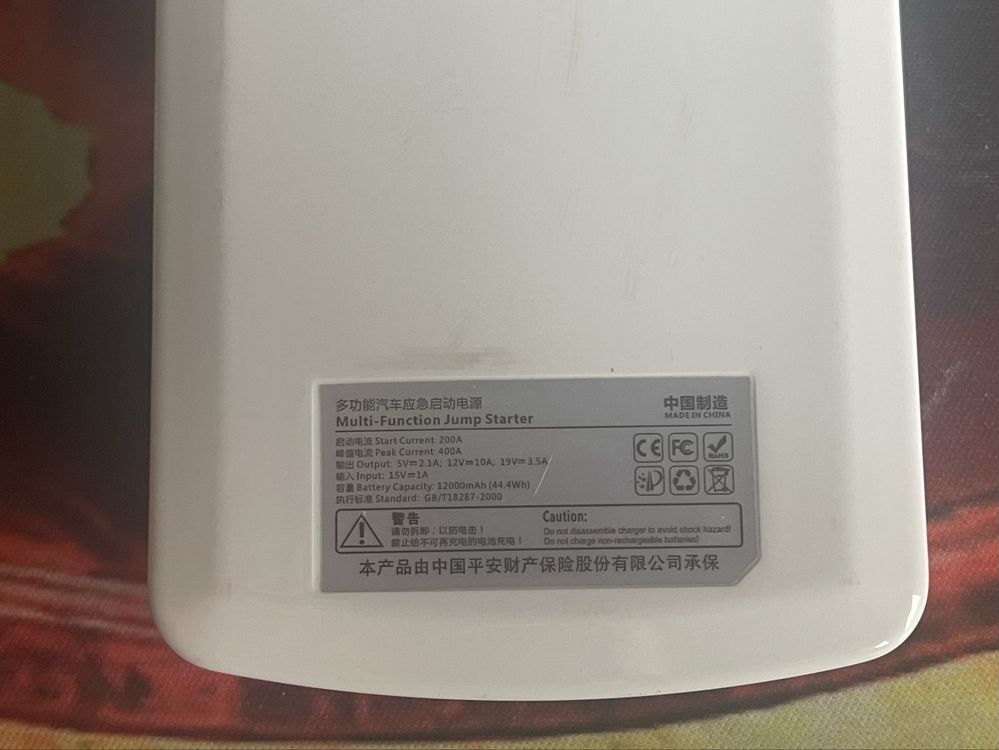 多功能汽车应急启动电源
Multi-Function Jump Starter
中国制造
MADE IN CHINA
启动电流 Start Current: 200A
峰值电流 Peak Current: 400A
输出 Output: 5V⎓2.1A; 12V⎓10A; 19V⎓3.5A
输入 Input: 15V⎓1A
容量 Battery Capacity: 12000mAh (44.4Wh)
执行标准 Standard: GB/T18287-2000
CE FC RoHS
警告
请勿拆卸，以防电击！
禁止给不可再充电的电池充电！
Caution:
Do not disassemble charger to avoid shock hazard!
Do not charge non-rechargeable batteries!
本产品由中国平安财产保险股份有限公司承保